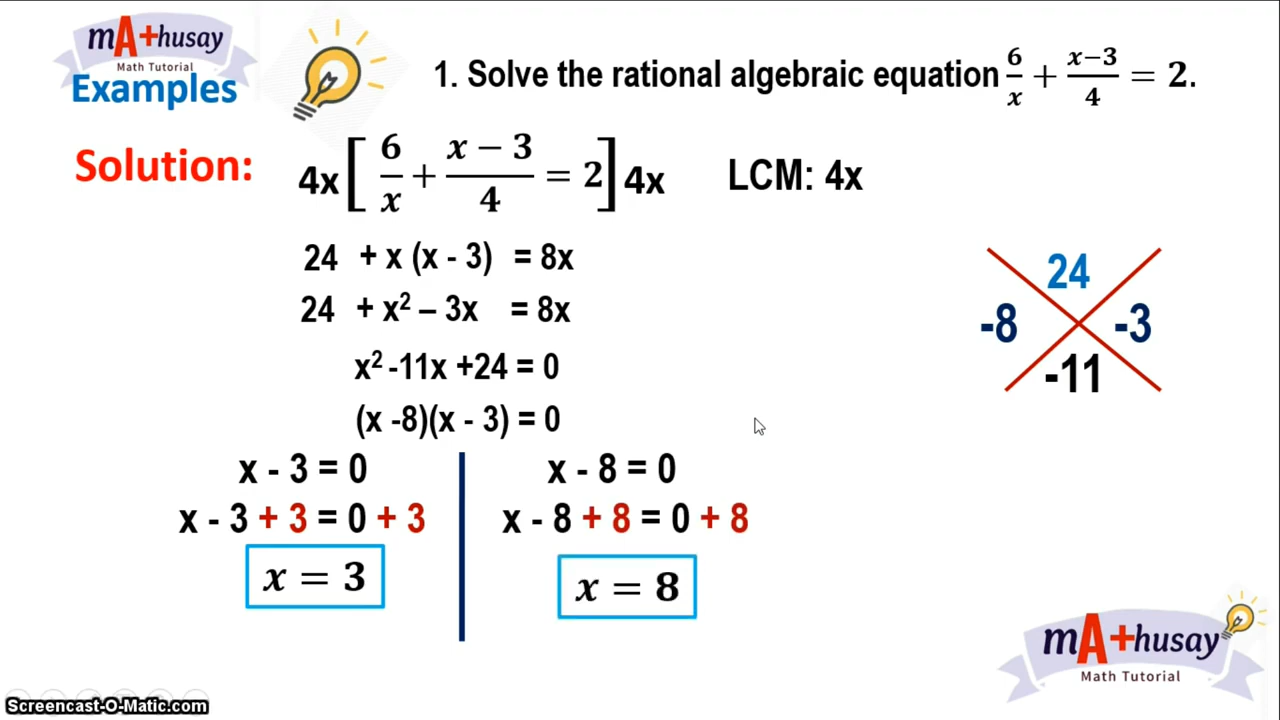 mA+husay
Math Tutorial
Examples
1. Solve the rational algebraic equation 6/x + (x−3)/4 = 2.
Solution:
4x[ 6/x + (x − 3)/4 = 2 ]4x
LCM: 4x
24 + x (x - 3) = 8x
24 + x² – 3x = 8x
x² -11x +24 = 0
(x -8)(x - 3) = 0
24
-8 -3
-11
x - 3 = 0
x - 3 + 3 = 0 + 3
x = 3
x - 8 = 0
x - 8 + 8 = 0 + 8
x = 8
mA+husay
Math Tutorial
Screencast-O-Matic.com